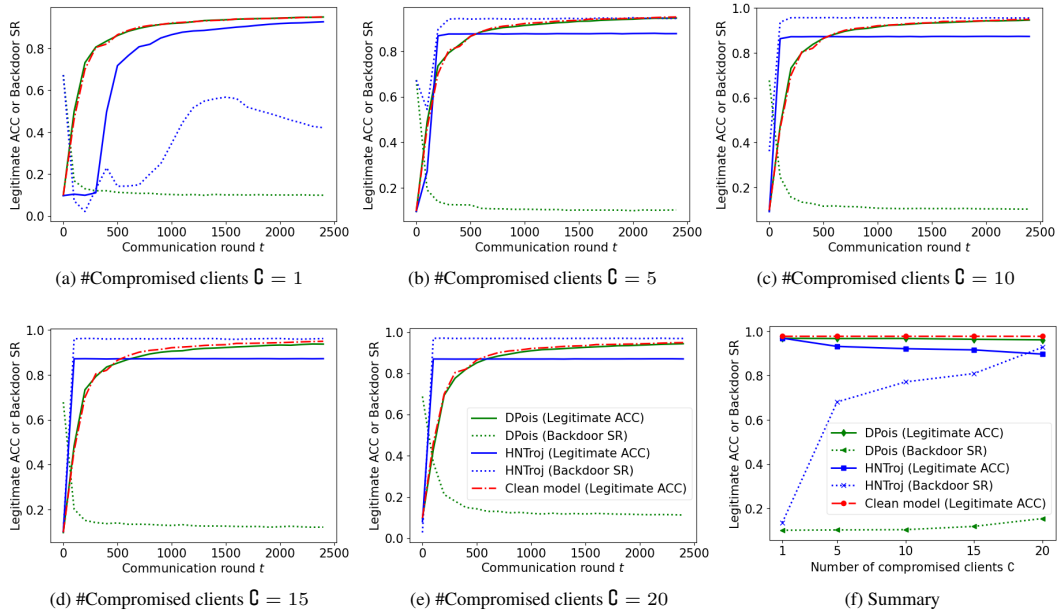 Legitimate ACC or Backdoor SR
1.0
0.8
0.6
0.4
0.2
0.0
0 500 1000 1500 2000 2500
Communication round t
(a) #Compromised clients C = 1
Legitimate ACC or Backdoor SR
1.0
0.8
0.6
0.4
0.2
0 500 1000 1500 2000 2500
Communication round t
(b) #Compromised clients C = 5
Legitimate ACC or Backdoor SR
1.0
0.8
0.6
0.4
0.2
0 500 1000 1500 2000 2500
Communication round t
(c) #Compromised clients C = 10
Legitimate ACC or Backdoor SR
1.0
0.8
0.6
0.4
0.2
0 500 1000 1500 2000 2500
Communication round t
(d) #Compromised clients C = 15
Legitimate ACC or Backdoor SR
1.0
0.8
0.6
0.4
0.2
0.0
DPois (Legitimate ACC)
DPois (Backdoor SR)
HNTroj (Legitimate ACC)
HNTroj (Backdoor SR)
Clean model (Legitimate ACC)
0 500 1000 1500 2000 2500
Communication round t
(e) #Compromised clients C = 20
Legitimate ACC or Backdoor SR
1.0
0.8
0.6
0.4
0.2
DPois (Legitimate ACC)
DPois (Backdoor SR)
HNTroj (Legitimate ACC)
HNTroj (Backdoor SR)
Clean model (Legitimate ACC)
1 5 10 15 20
Number of compromised clients C
(f) Summary